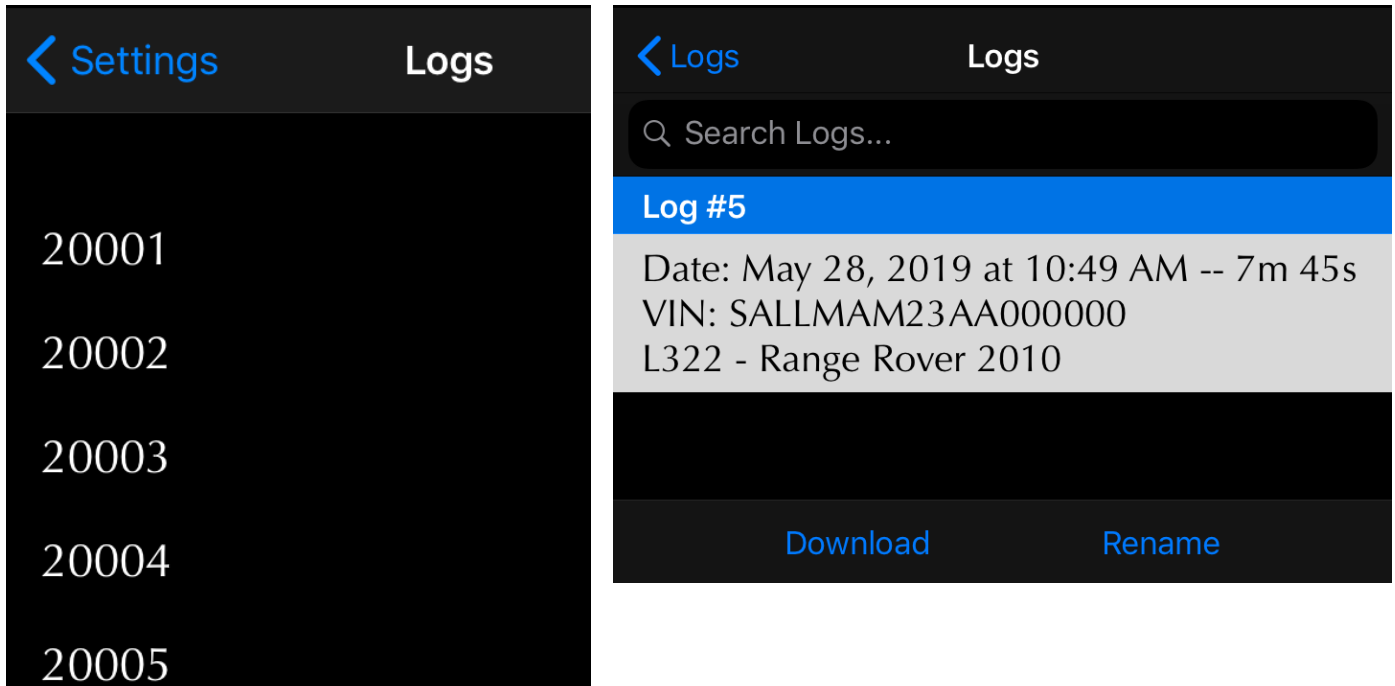 Settings Logs
20001
20002
20003
20004
20005
Logs Logs
Search Logs...
Log #5
Date: May 28, 2019 at 10:49 AM -- 7m 45s
VIN: SALLMAM23AA000000
L322 - Range Rover 2010
Download Rename